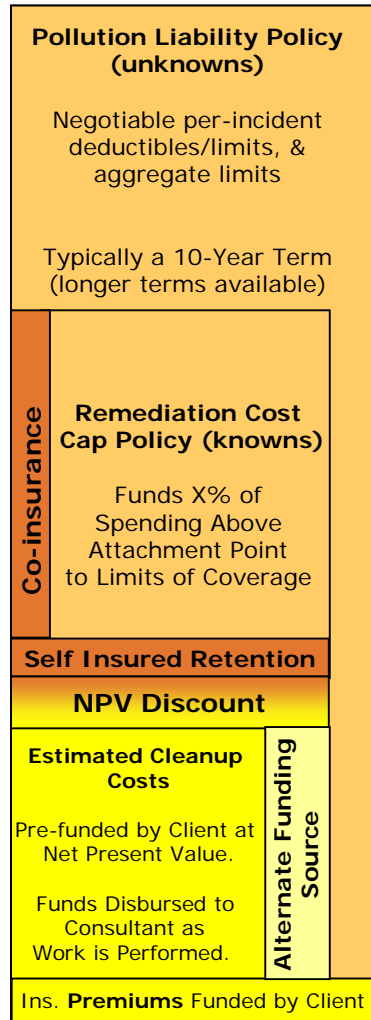 Pollution Liability Policy
(unknowns)
Negotiable per-incident
deductibles/limits, &
aggregate limits
Typically a 10-Year Term
(longer terms available)
Co-insurance
Remediation Cost
Cap Policy (knowns)
Funds X% of
Spending Above
Attachment Point
to Limits of Coverage
Self Insured Retention
NPV Discount
Estimated Cleanup
Costs
Pre-funded by Client at
Net Present Value.
Funds Disbursed to
Consultant as
Work is Performed.
Alternate Funding
Source
Ins. Premiums Funded by Client